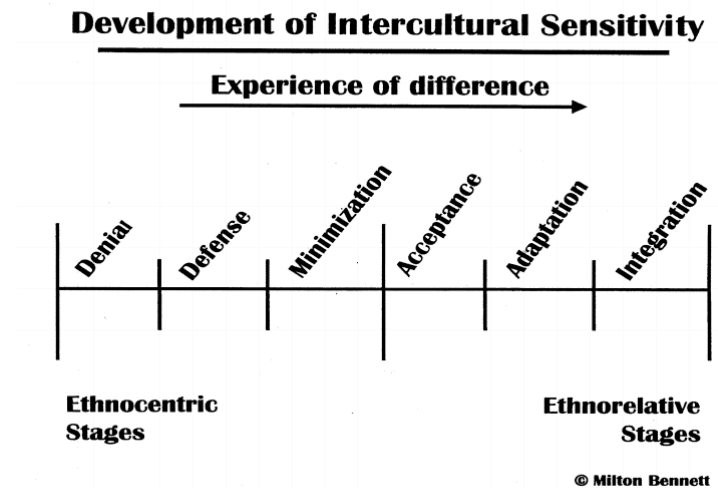 Development of Intercultural Sensitivity
Experience of difference
Denial
Defense
Minimization
Acceptance
Adaptation
Integration
Ethnocentric
Stages
Ethnorelative
Stages
© Milton Bennett